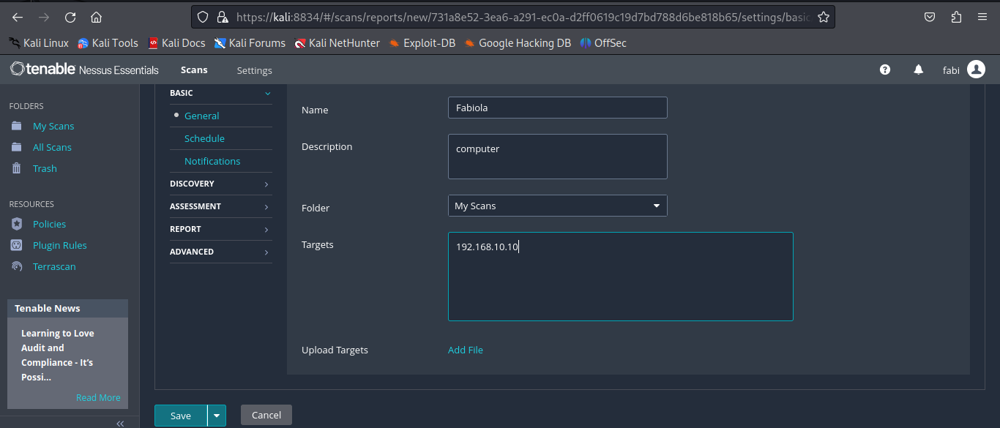 https://kali:8834/#/scans/reports/new/731a8e52-3ea6-a291-ec0a-d2ff0619c19d7bd788d6be818b65/settings/basic
Kali Linux Kali Tools Kali Docs Kali Forums Kali NetHunter Exploit-DB Google Hacking DB OffSec
tenable Nessus Essentials Scans Settings ? fabi
FOLDERS
My Scans
All Scans
Trash
RESOURCES
Policies
Plugin Rules
Terrascan
Tenable News
Learning to Love
Audit and
Compliance - It's
Possi...
Read More
BASIC
General
Schedule
Notifications
DISCOVERY
ASSESSMENT
REPORT
ADVANCED
Name Fabiola
Description computer
Folder My Scans
Targets 192.168.10.10
Upload Targets Add File
Save Cancel